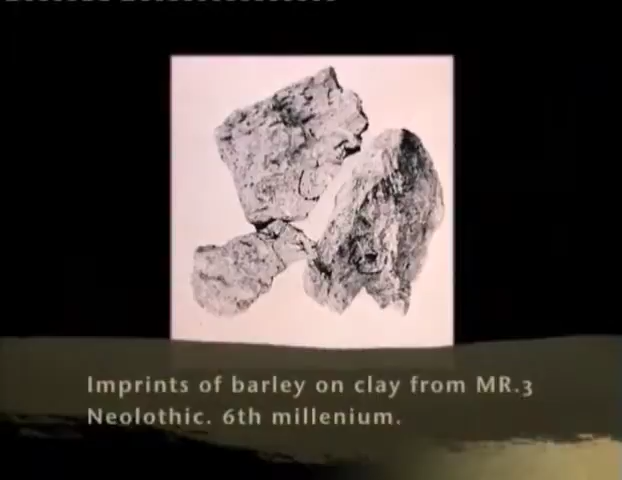 Imprints of barley on clay from MR.3
Neolothic. 6th millenium.